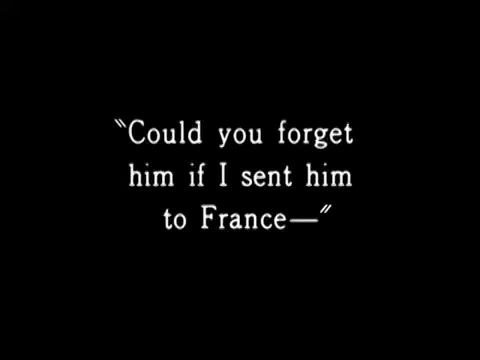 “Could you forget
him if I sent him
to France—”